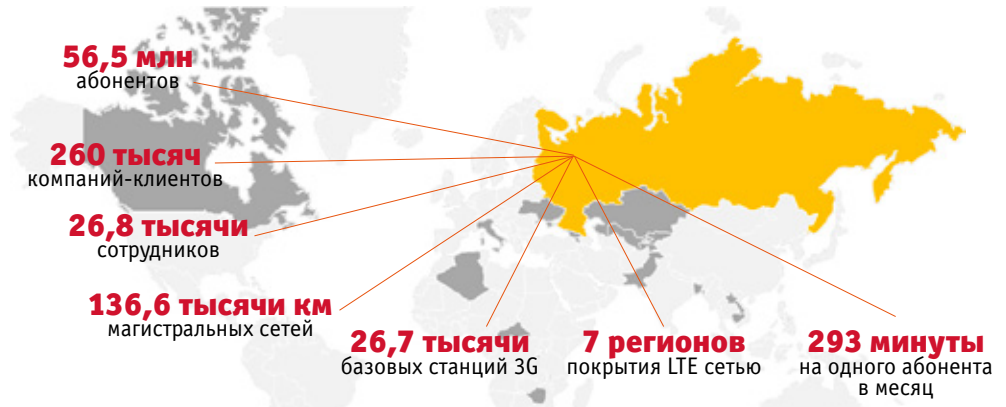 56,5 млн
абонентов
260 тысяч
компаний-клиентов
26,8 тысячи
сотрудников
136,6 тысячи км
магистральных сетей
26,7 тысячи
базовых станций 3G
7 регионов
покрытия LTE сетью
293 минуты
на одного абонента
в месяц